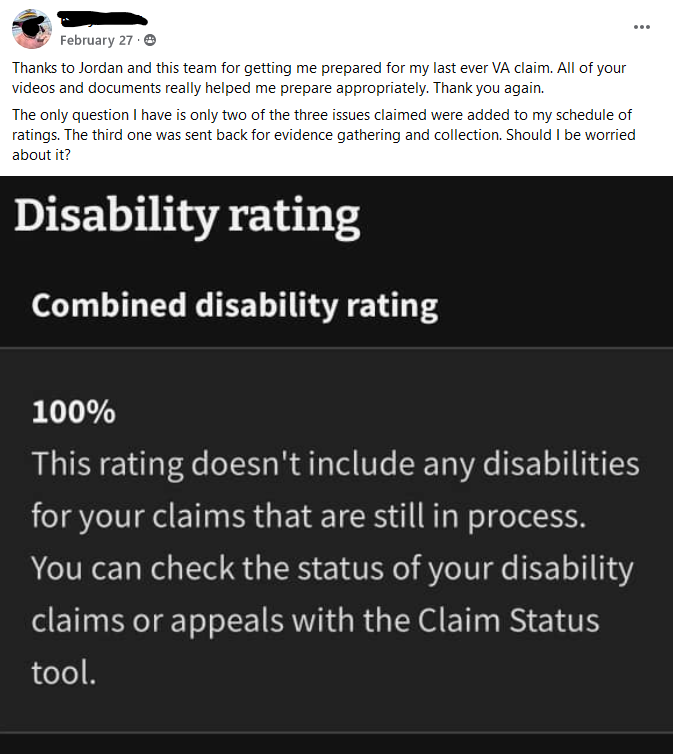 February 27 ·
Thanks to Jordan and this team for getting me prepared for my last ever VA claim. All of your
videos and documents really helped me prepare appropriately. Thank you again.
The only question I have is only two of the three issues claimed were added to my schedule of
ratings. The third one was sent back for evidence gathering and collection. Should I be worried
about it?
Disability rating
Combined disability rating
100%
This rating doesn't include any disabilities
for your claims that are still in process.
You can check the status of your disability
claims or appeals with the Claim Status
tool.